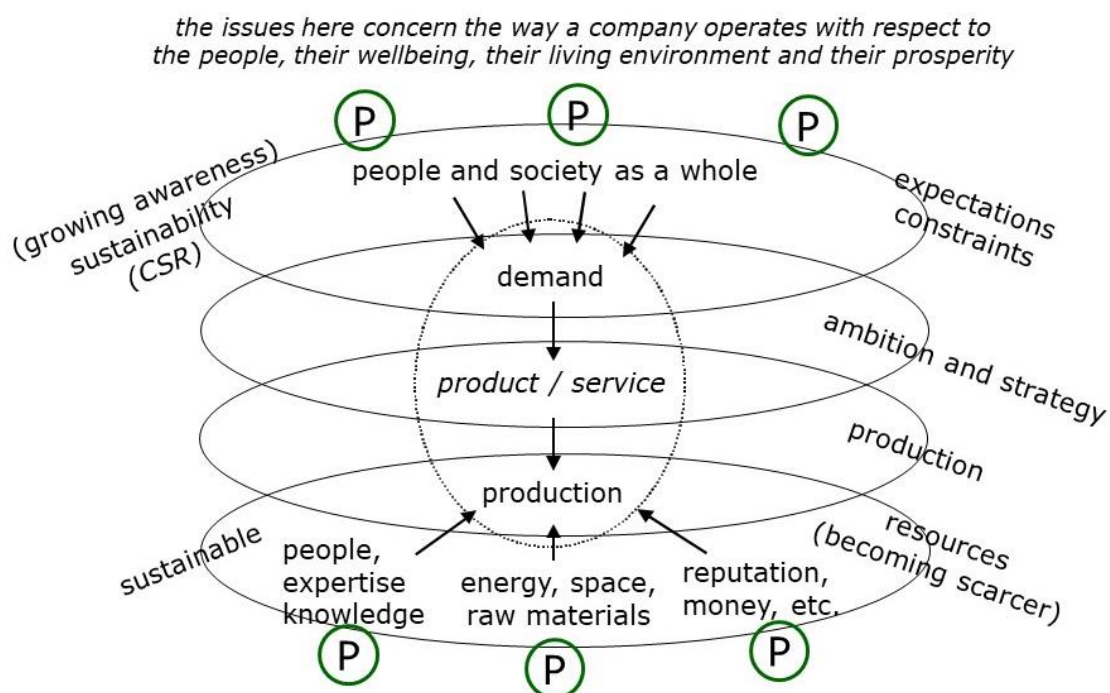 the issues here concern the way a company operates with respect to
the people, their wellbeing, their living environment and their prosperity
P
P
P
people and society as a whole
(growing awareness)
sustainability
(CSR)
expectations
constraints
demand
ambition and strategy
product / service
production
production
sustainable
people,
expertise
knowledge
energy, space,
raw materials
reputation,
money, etc.
resources
(becoming scarcer)
P
P
P